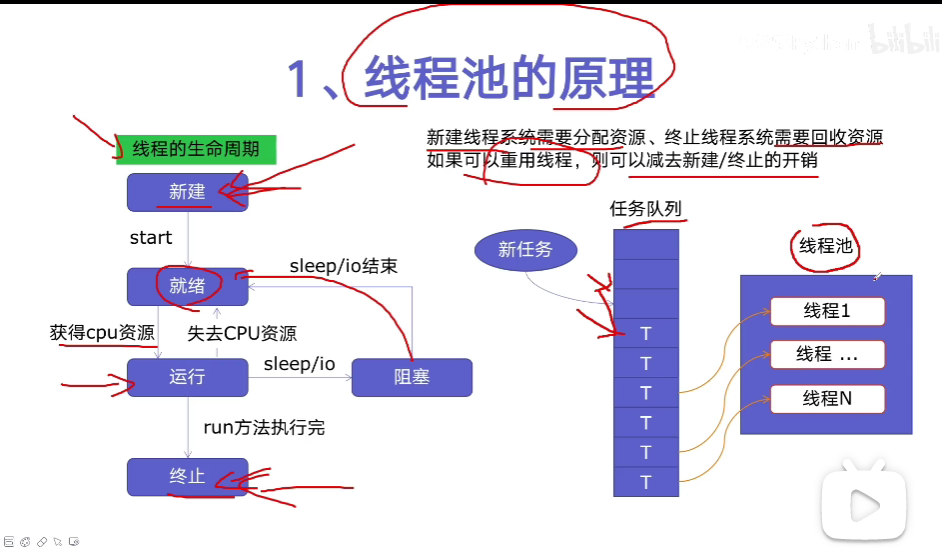 bilibili
1、线程池的原理
线程的生命周期
新建线程系统需要分配资源、终止线程系统需要回收资源
如果可以重用线程，则可以减去新建/终止的开销
新建
start
就绪
sleep/io结束
获得cpu资源
失去CPU资源
运行
sleep/io
阻塞
run方法执行完
终止
任务队列
新任务
T
T
T
T
T
T
线程池
线程1
线程 ...
线程N